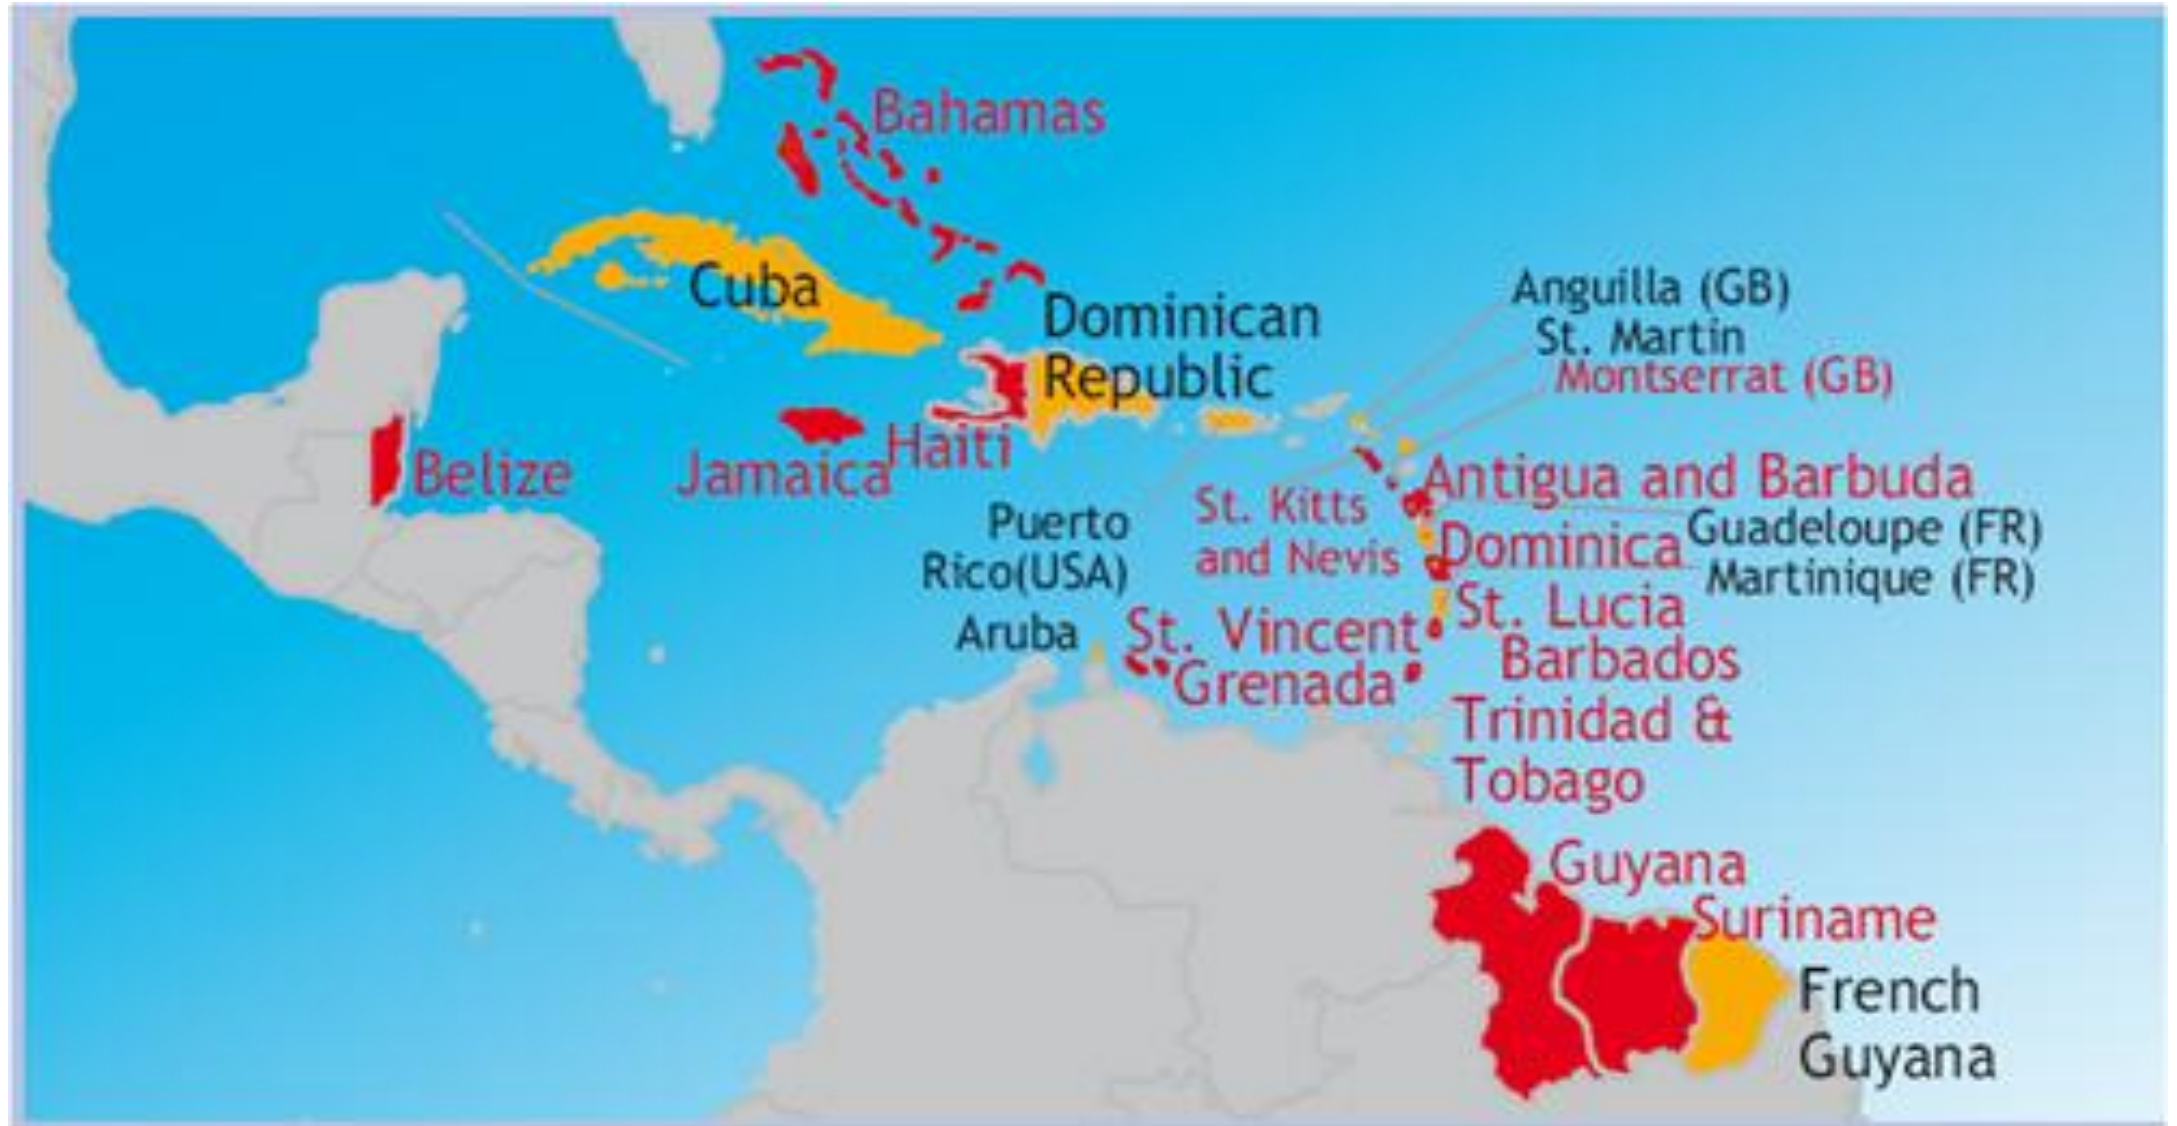 Bahamas
Cuba
Dominican
Republic
Anguilla (GB)
St. Martin
Montserrat (GB)
Haiti
Jamaica
Belize
Antigua and Barbuda
St. Kitts
and Nevis
Puerto
Rico(USA)
Guadeloupe (FR)
Dominica
Martinique (FR)
Aruba
St. Vincent
St. Lucia
Grenada
Barbados
Trinidad &
Tobago
Guyana
Suriname
French
Guyana